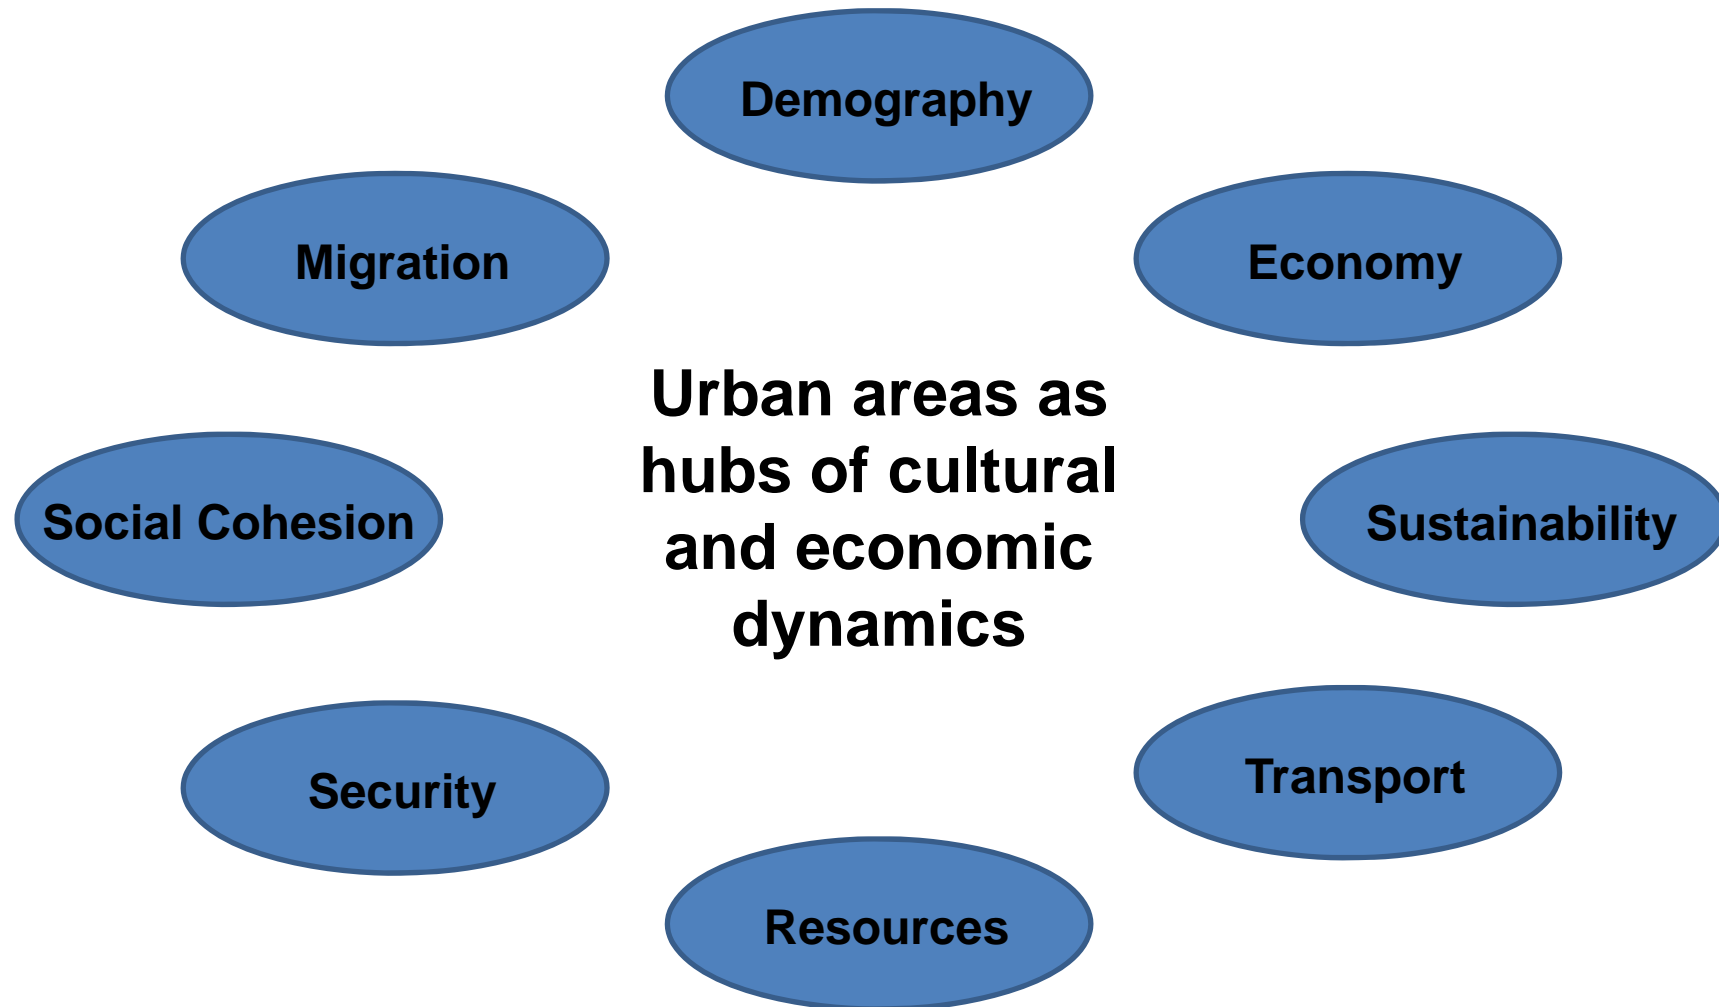 Demography
Migration
Economy
Urban areas as
hubs of cultural
and economic
dynamics
Social Cohesion
Sustainability
Security
Transport
Resources